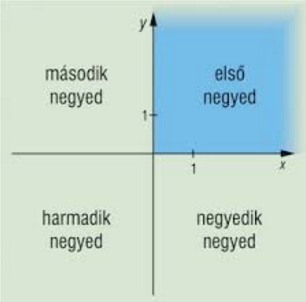 y
második
negyed
első
negyed
1
1
x
harmadik
negyed
negyedik
negyed